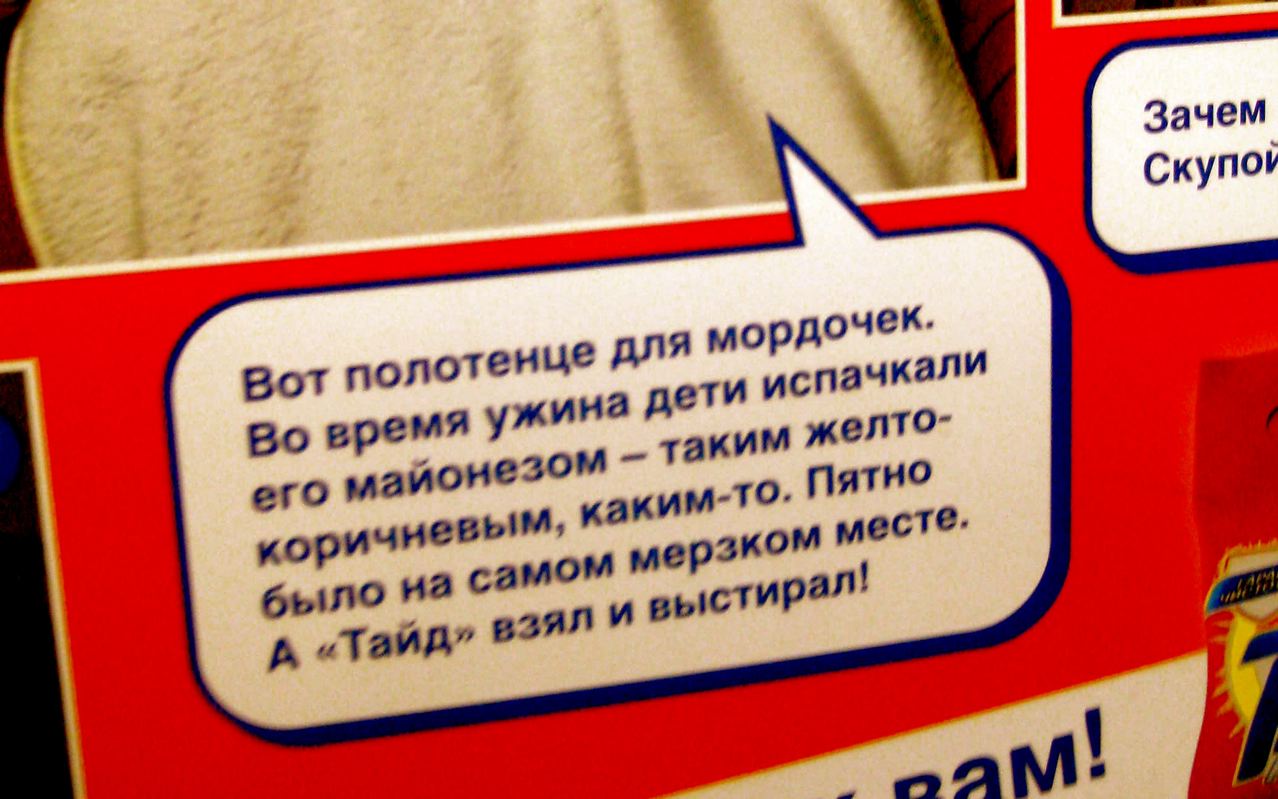 Вот полотенце для мордочек.
Во время ужина дети испачкали
его майонезом – таким желто-
коричневым, каким-то. Пятно
было на самом мерзком месте.
А «Тайд» взял и выстирал!
Зачем
Скупой
вам!